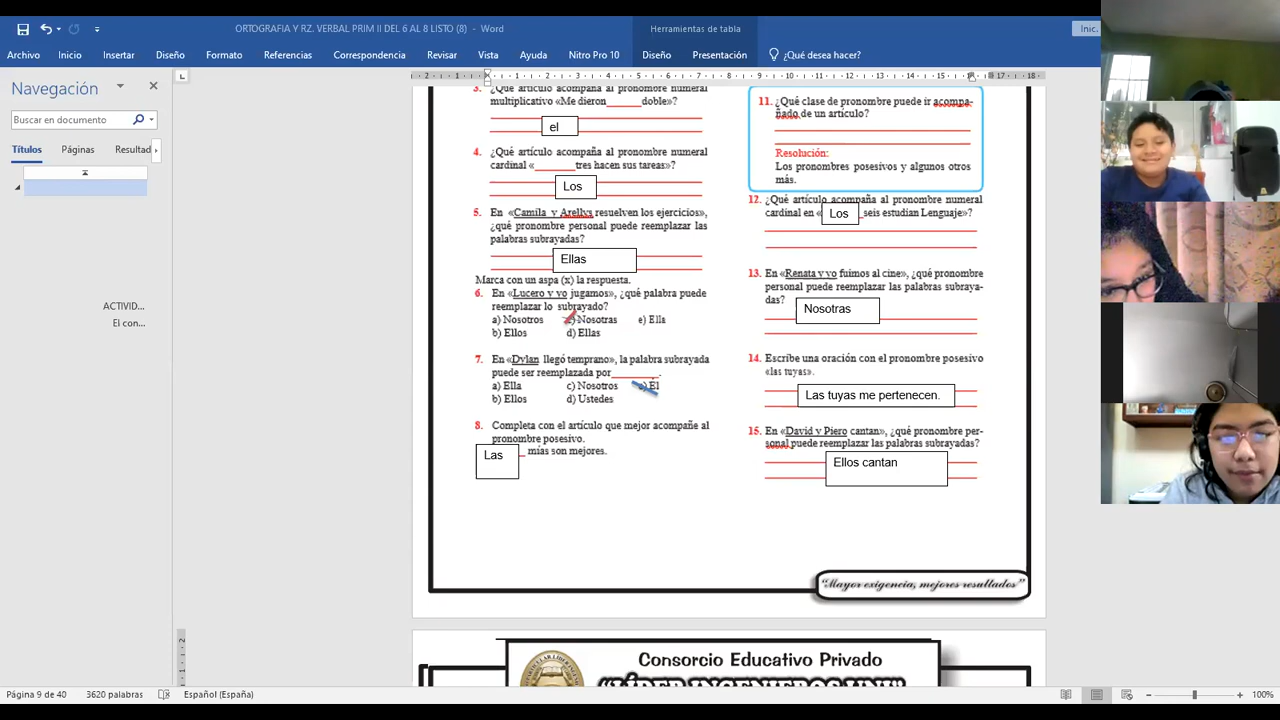 ORTOGRAFIA Y RZ. VERBAL PRIM II DEL 6 AL 8 LISTO (8) - Word
Herramientas de tabla
Inic.
Archivo Inicio Insertar Diseño Formato Referencias Correspondencia Revisar Vista Ayuda Nitro Pro 10 Diseño Presentación ¿Qué desea hacer?
Navegación
Buscar en documento
Títulos Páginas Resultad
ACTIVID...
El con...
3. ¿Qué artículo acompaña al pronombre numeral
multiplicativo «Me dieron______doble»?
el
4. ¿Qué artículo acompaña al pronombre numeral
cardinal «_______tres hacen sus tareas»?
Los
5. En «Camila y Arellys resuelven los ejercicios»,
¿qué pronombre personal puede reemplazar las
palabras subrayadas?
Ellas
Marca con un aspa (x) la respuesta.
6. En «Lucero y yo jugamos», ¿qué palabra puede
reemplazar lo subrayado?
a) Nosotros c) Nosotras e) Ella
b) Ellos d) Ellas
7. En «Dylan llegó temprano», la palabra subrayada
puede ser reemplazada por________.
a) Ella c) Nosotros e) Él
b) Ellos d) Ustedes
8. Completa con el artículo que mejor acompañe al
pronombre posesivo.
Las mías son mejores.
11. ¿Qué clase de pronombre puede ir acompa-
ñado de un artículo?
Resolución:
Los pronombres posesivos y algunos otros
más.
12. ¿Qué artículo acompaña al pronombre numeral
cardinal en « Los seis estudian Lenguaje»?
13. En «Renata y yo fuimos al cine», ¿qué pronombre
personal puede reemplazar las palabras subraya-
das?
Nosotras
14. Escribe una oración con el pronombre posesivo
«las tuyas».
Las tuyas me pertenecen.
15. En «David y Piero cantan», ¿qué pronombre per-
sonal puede reemplazar las palabras subrayadas?
Ellos cantan
"Mayor exigencia, mejores resultados"
Consorcio Educativo Privado
Página 9 de 40 3620 palabras Español (España) 100%